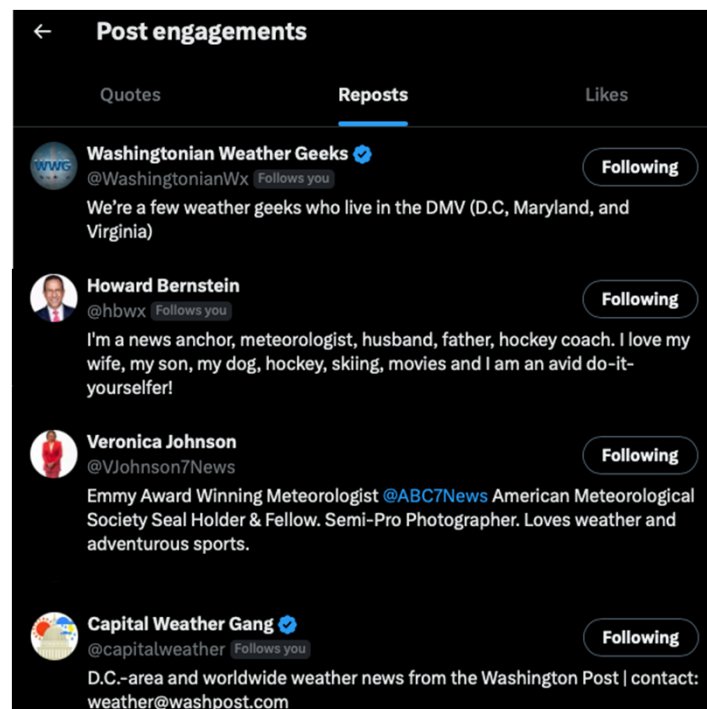 Post engagements
Quotes
Reposts
Likes
WWG
Washingtonian Weather Geeks
Following
@WashingtonianWx Follows you
We’re a few weather geeks who live in the DMV (D.C, Maryland, and
Virginia)
Howard Bernstein
Following
@hbwx Follows you
I'm a news anchor, meteorologist, husband, father, hockey coach. I love my
wife, my son, my dog, hockey, skiing, movies and I am an avid do-it-
yourselfer!
Veronica Johnson
Following
@VJohnson7News
Emmy Award Winning Meteorologist @ABC7News American Meteorological
Society Seal Holder & Fellow. Semi-Pro Photographer. Loves weather and
adventurous sports.
Capital Weather Gang
Following
@capitalweather Follows you
D.C.-area and worldwide weather news from the Washington Post | contact:
weather@washpost.com